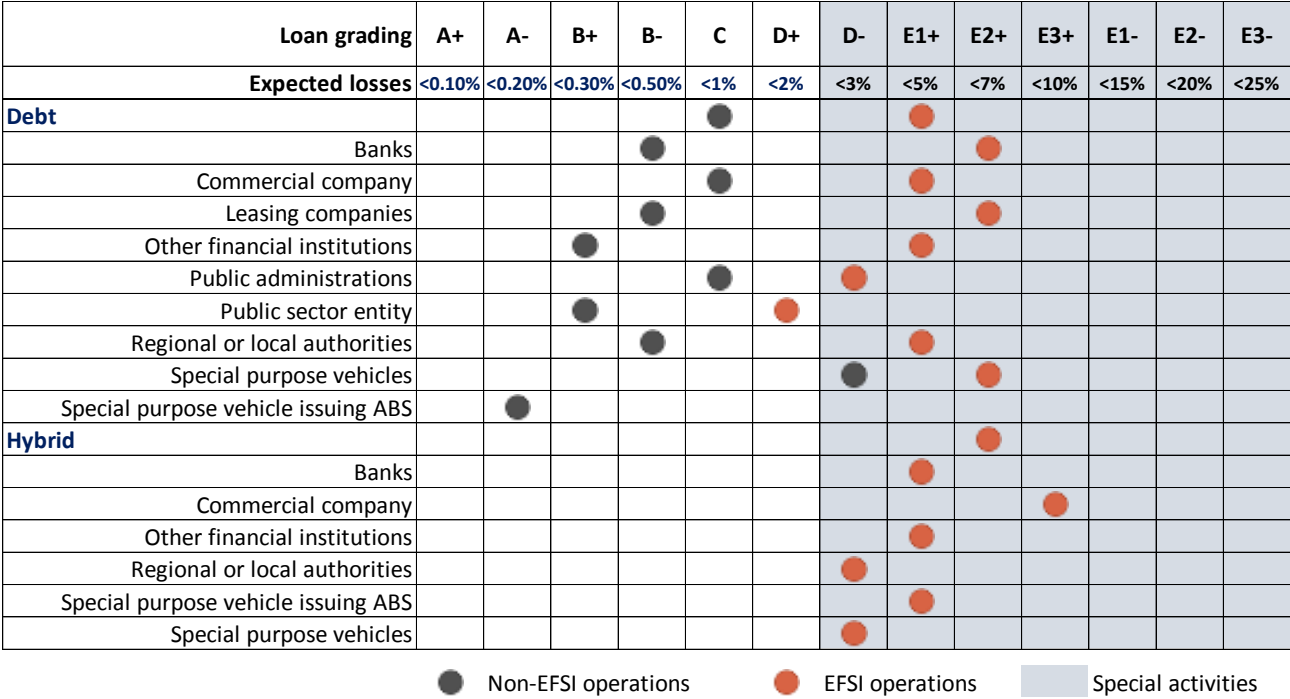 Loan grading A+ A- B+ B- C D+ D- E1+ E2+ E3+ E1- E2- E3-
Expected losses <0.10% <0.20% <0.30% <0.50% <1% <2% <3% <5% <7% <10% <15% <20% <25%
Debt
Banks
Commercial company
Leasing companies
Other financial institutions
Public administrations
Public sector entity
Regional or local authorities
Special purpose vehicles
Special purpose vehicle issuing ABS
Hybrid
Banks
Commercial company
Other financial institutions
Regional or local authorities
Special purpose vehicle issuing ABS
Special purpose vehicles
Non-EFSI operations EFSI operations Special activities